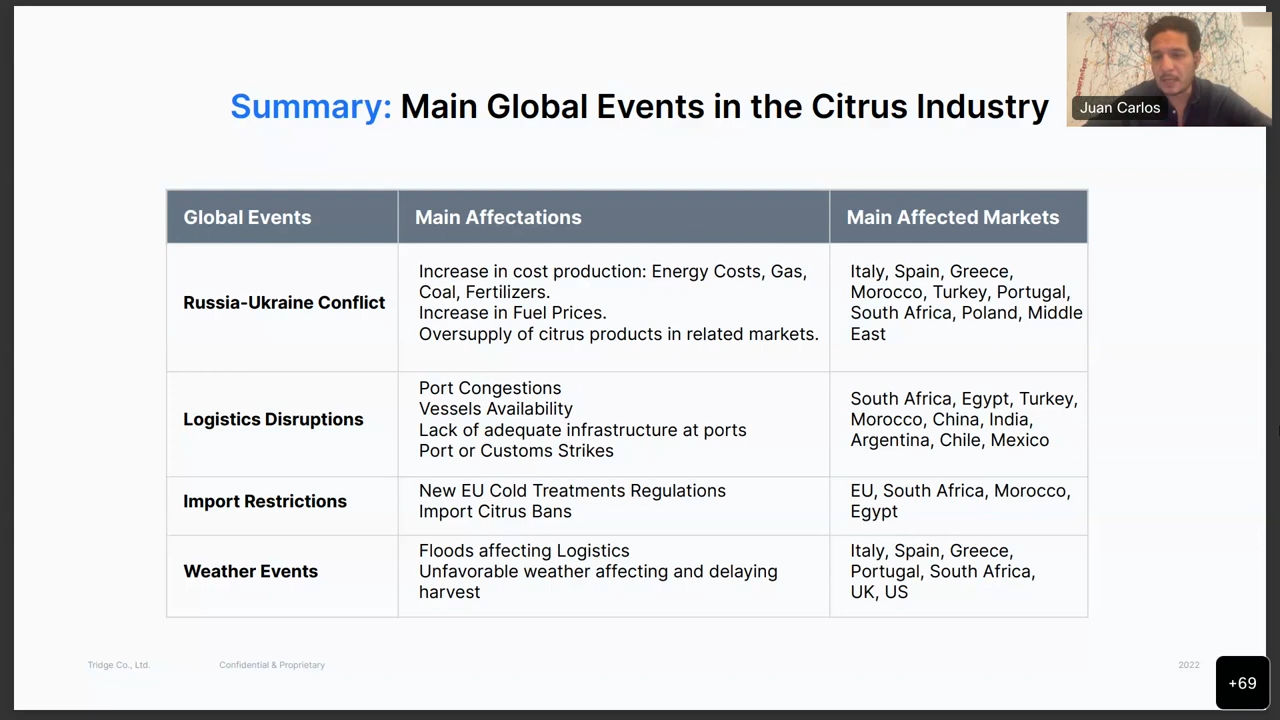 Summary: Main Global Events in the Citrus Industry
Juan Carlos
Global Events
Main Affectations
Main Affected Markets
Russia-Ukraine Conflict
Increase in cost production: Energy Costs, Gas,
Coal, Fertilizers.
Increase in Fuel Prices.
Oversupply of citrus products in related markets.
Italy, Spain, Greece,
Morocco, Turkey, Portugal,
South Africa, Poland, Middle
East
Logistics Disruptions
Port Congestions
Vessels Availability
Lack of adequate infrastructure at ports
Port or Customs Strikes
South Africa, Egypt, Turkey,
Morocco, China, India,
Argentina, Chile, Mexico
Import Restrictions
New EU Cold Treatments Regulations
Import Citrus Bans
EU, South Africa, Morocco,
Egypt
Weather Events
Floods affecting Logistics
Unfavorable weather affecting and delaying
harvest
Italy, Spain, Greece,
Portugal, South Africa,
UK, US
Tridge Co., Ltd.
Confidential & Proprietary
2022
+69